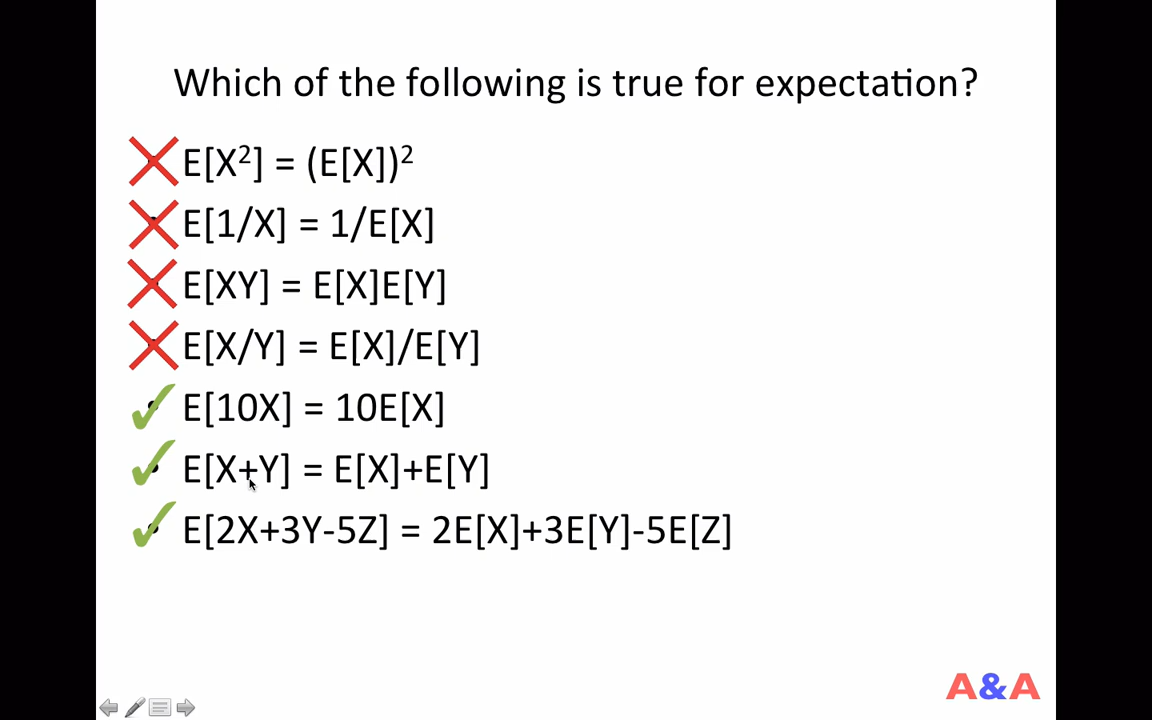 Which of the following is true for expectation?
E[X²] = (E[X])²
E[1/X] = 1/E[X]
E[XY] = E[X]E[Y]
E[X/Y] = E[X]/E[Y]
E[10X] = 10E[X]
E[X+Y] = E[X]+E[Y]
E[2X+3Y-5Z] = 2E[X]+3E[Y]-5E[Z]
A&A